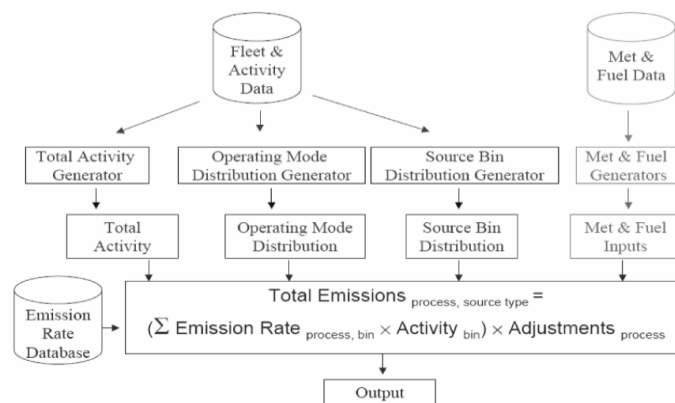 Fleet &
Activity
Data
Met &
Fuel Data
Total Activity
Generator
Operating Mode
Distribution Generator
Source Bin
Distribution Generator
Met & Fuel
Generators
Total
Activity
Operating Mode
Distribution
Source Bin
Distribution
Met & Fuel
Inputs
Emission
Rate
Database
Total Emissions process, source type =
(Σ Emission Rate process, bin × Activity bin) × Adjustments process
Output